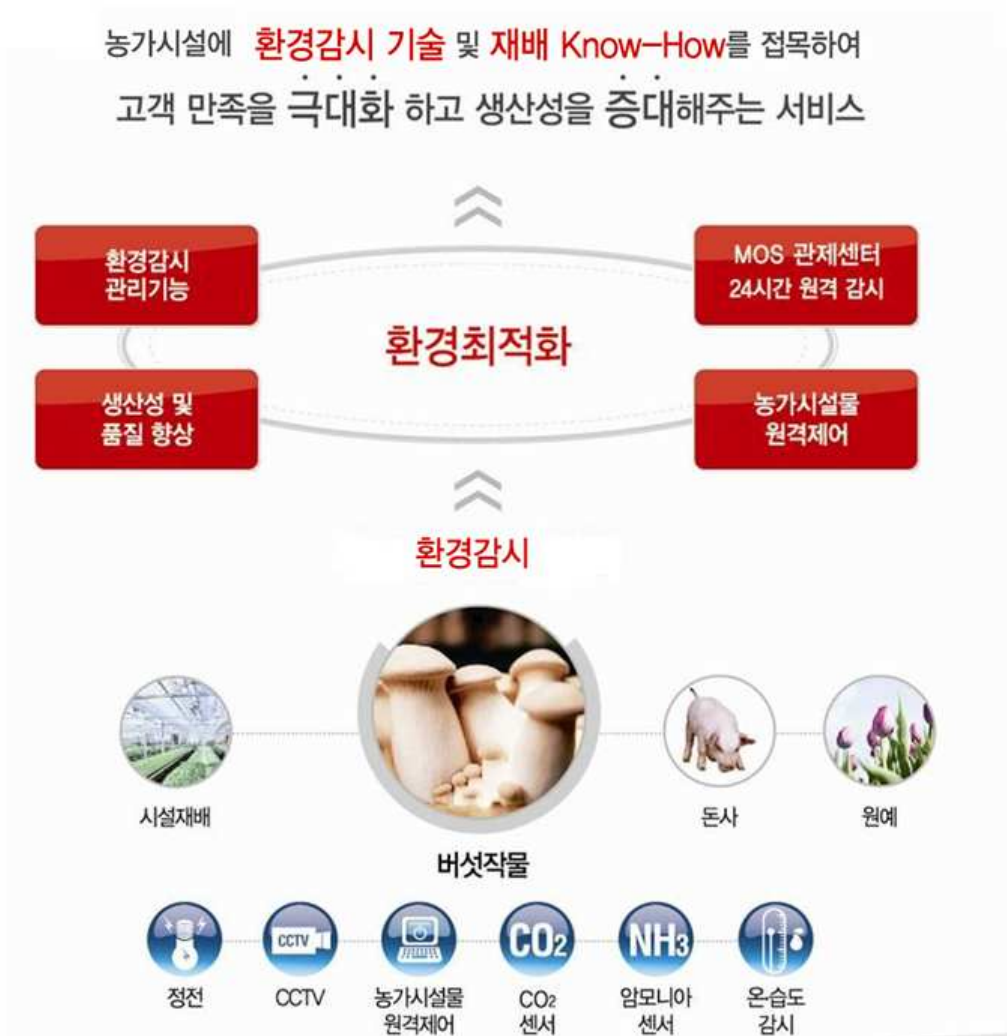 농가시설에 환경감시 기술 및 재배 Know-How를 접목하여
고객 만족을 극대화 하고 생산성을 증대해주는 서비스
환경감시
관리기능
MOS 관제센터
24시간 원격 감시
환경최적화
생산성 및
품질 향상
농가시설물
원격제어
환경감시
시설재배
버섯작물
돈사
원예
CCTV
CO2
NH3
정전
CCTV
농가시설물
원격제어
CO2
센서
암모니아
센서
온·습도
감시